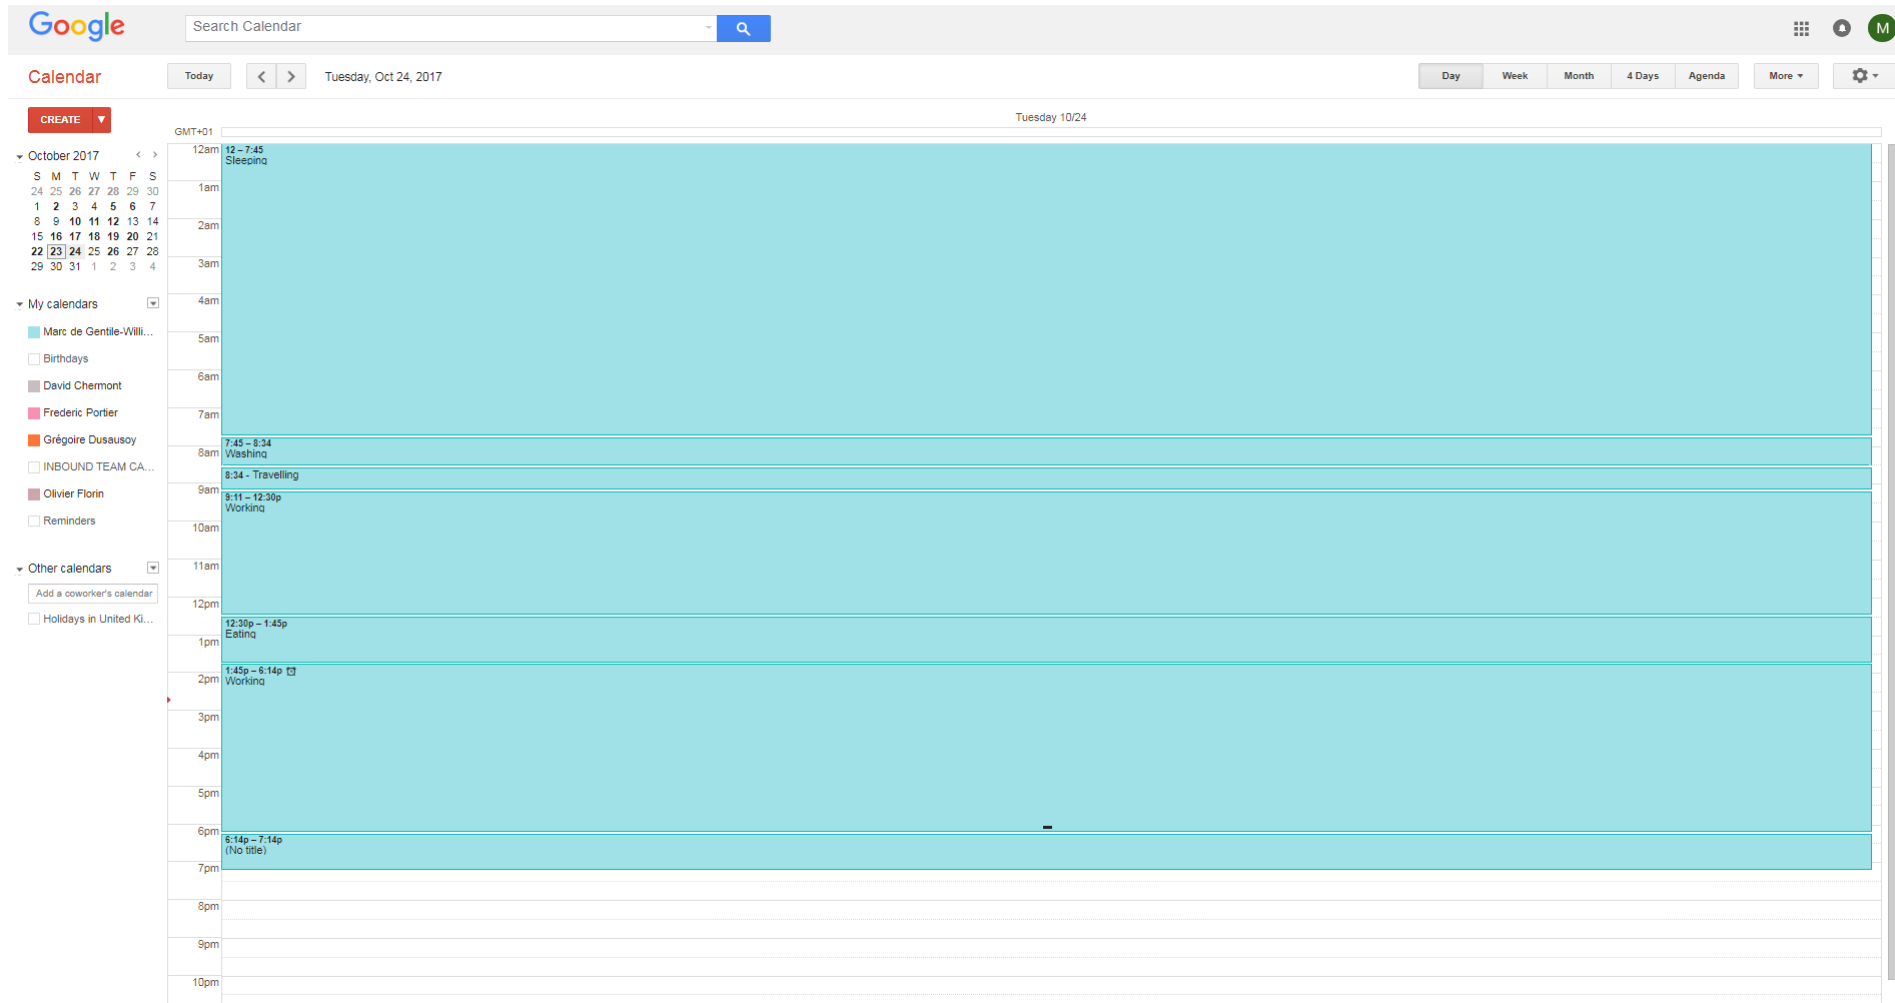 Google
Search Calendar
M
Calendar
Today
Tuesday, Oct 24, 2017
Day Week Month 4 Days Agenda More
CREATE
Tuesday 10/24
GMT+01
October 2017
S M T W T F S
24 25 26 27 28 29 30
1 2 3 4 5 6 7
8 9 10 11 12 13 14
15 16 17 18 19 20 21
22 23 24 25 26 27 28
29 30 31 1 2 3 4
My calendars
Marc de Gentile-Willi...
Birthdays
David Chermont
Frederic Portier
Grégoire Dusausoy
INBOUND TEAM CA...
Olivier Florin
Reminders
Other calendars
Add a coworker's calendar
Holidays in United Ki...
12am
12 – 7:45
Sleeping
1am
2am
3am
4am
5am
6am
7am
7:45 – 8:34
8am
Washing
8:34 - Travelling
9am
9:11 – 12:30p
Working
10am
11am
12pm
12:30p – 1:45p
Eating
1pm
1:45p – 6:14p
2pm
Working
3pm
4pm
5pm
6pm
6:14p – 7:14p
(No title)
7pm
8pm
9pm
10pm